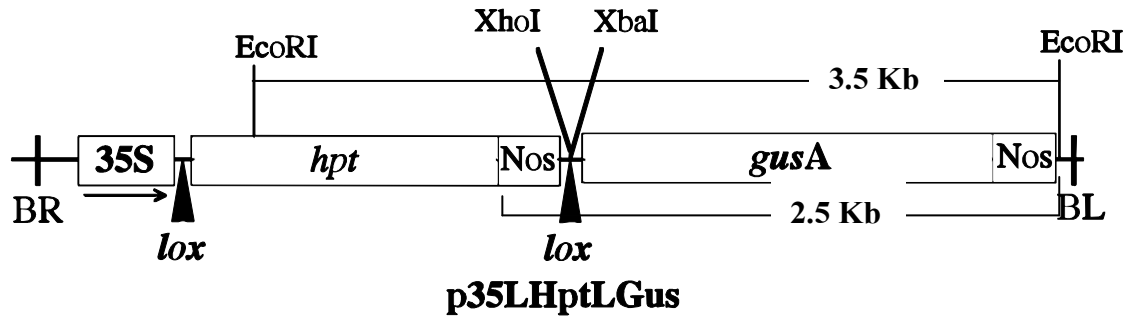 XhoI XbaI
EcoRI EcoRI
3.5 Kb
35S hpt Nos gusA Nos
BR 2.5 Kb BL
lox lox
p35LHptLGus